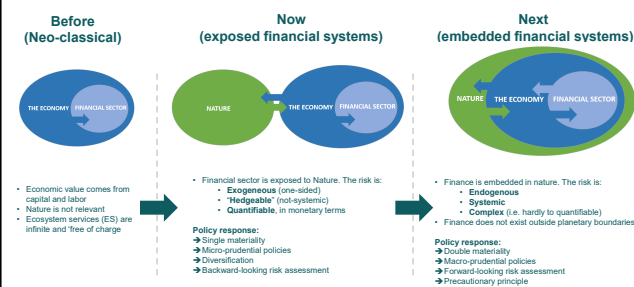 Before
(Neo-classical)
THE ECONOMY
FINANCIAL SECTOR
• Economic value comes from
capital and labor
• Nature is not relevant
• Ecosystem services (ES) are
infinite and ‘free of charge
Now
(exposed financial systems)
NATURE
THE ECONOMY
FINANCIAL SECTOR
• Financial sector is exposed to Nature. The risk is:
• Exogeneous (one-sided)
• “Hedgeable” (not-systemic)
• Quantifiable, in monetary terms
Policy response:
➔Single materiality
➔Micro-prudential policies
➔Diversification
➔Backward-looking risk assessment
Next
(embedded financial systems)
NATURE
THE ECONOMY
FINANCIAL SECTOR
• Finance is embedded in nature. The risk is:
• Endogenous
• Systemic
• Complex (i.e. hardly to quantifiable)
• Finance does not exist outside planetary boundaries
Policy response:
➔Double materiality
➔Macro-prudential policies
➔Forward-looking risk assessment
➔Precautionary principle